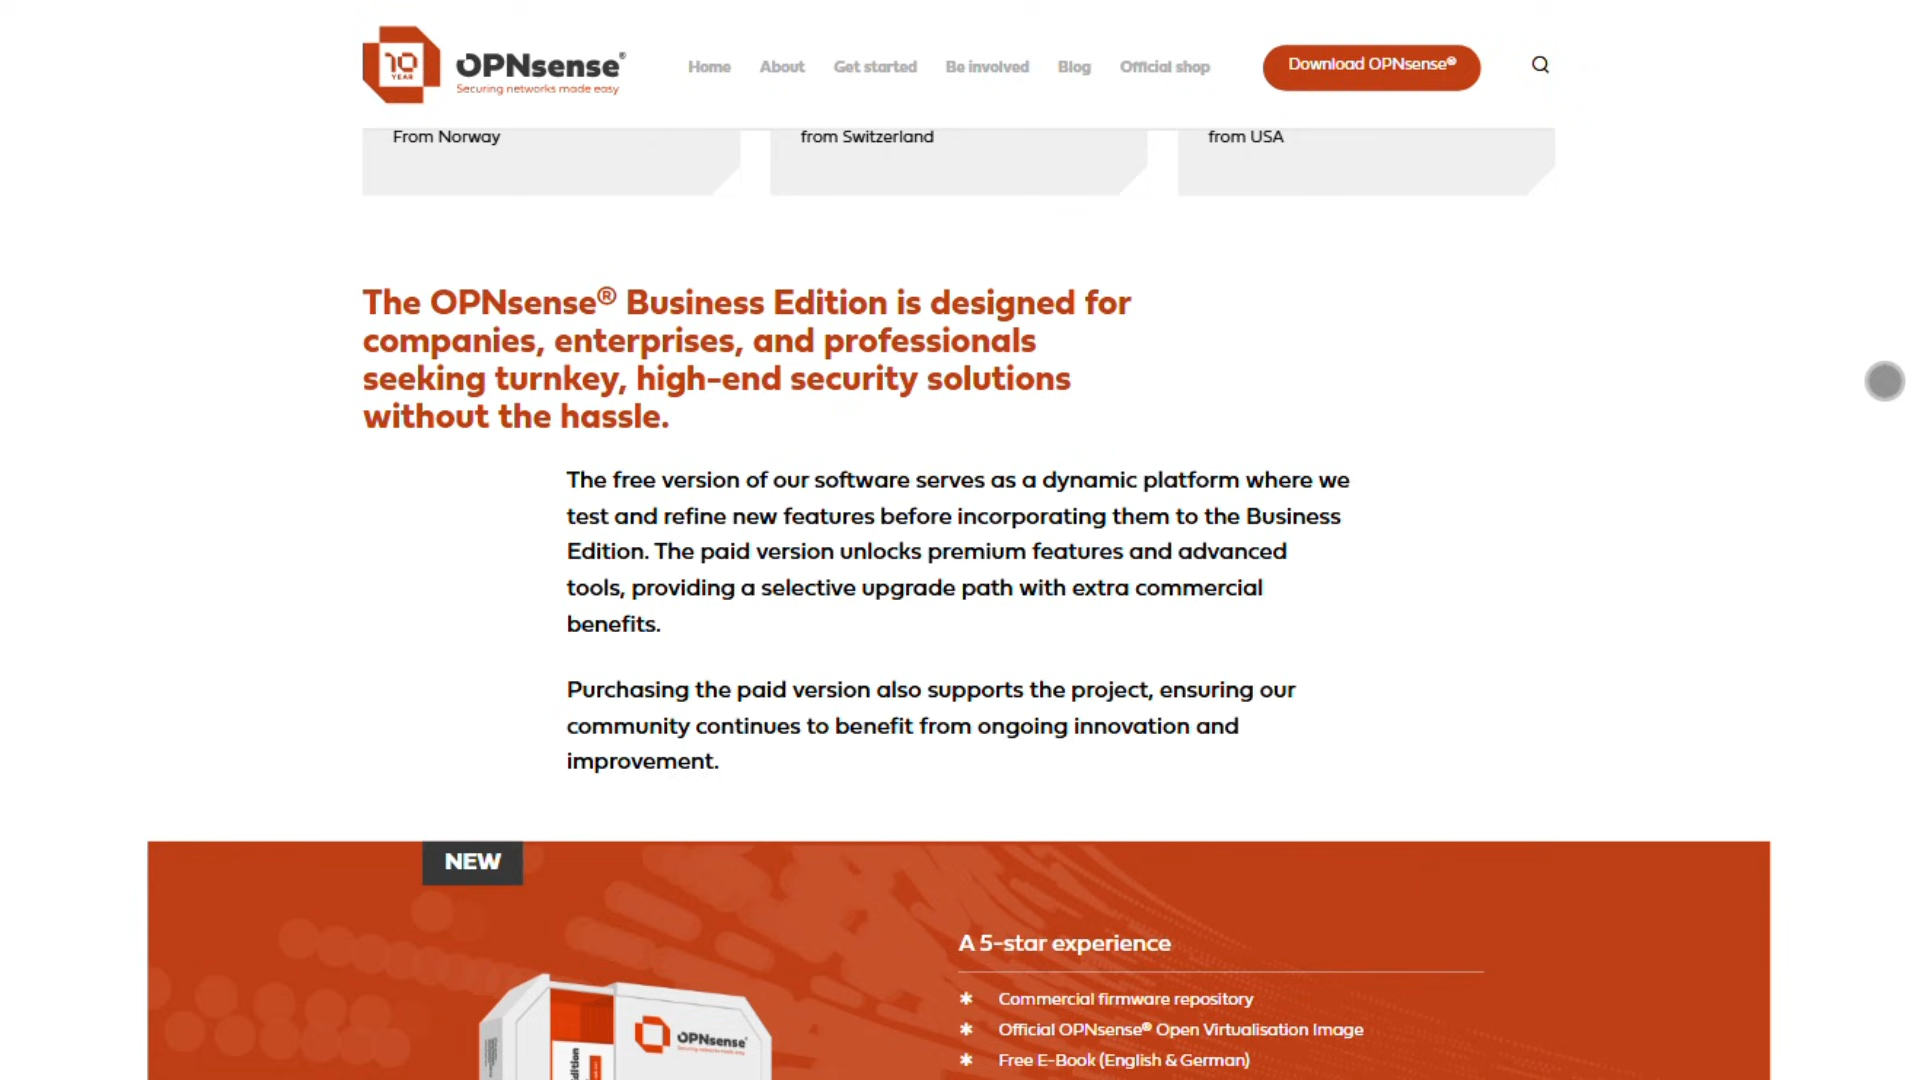 10
YEAR
OPNsense®
Securing networks made easy
Home
About
Get started
Be involved
Blog
Official shop
Download OPNsense®
From Norway
from Switzerland
from USA
The OPNsense® Business Edition is designed for
companies, enterprises, and professionals
seeking turnkey, high-end security solutions
without the hassle.
The free version of our software serves as a dynamic platform where we
test and refine new features before incorporating them to the Business
Edition. The paid version unlocks premium features and advanced
tools, providing a selective upgrade path with extra commercial
benefits.
Purchasing the paid version also supports the project, ensuring our
community continues to benefit from ongoing innovation and
improvement.
NEW
A 5-star experience
* Commercial firmware repository
* Official OPNsense® Open Virtualisation Image
* Free E-Book (English & German)
OPNsense
Securing networks made easy